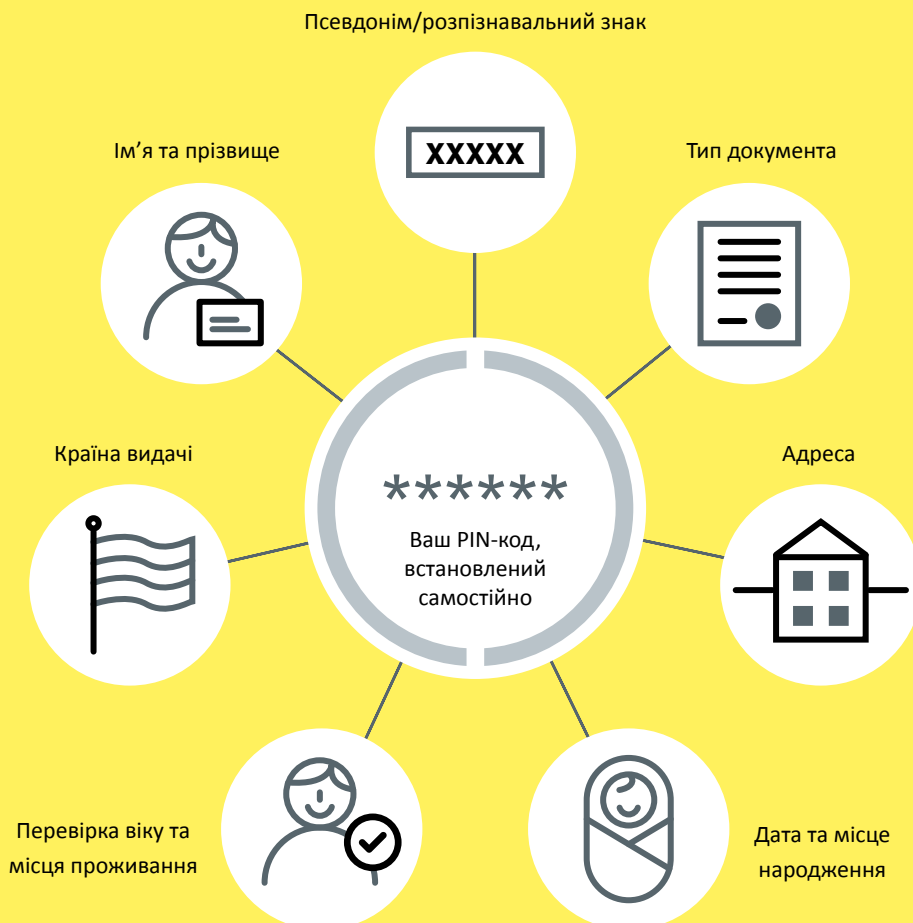 Псевдонім/розпізнавальний знак
Ім’я та прізвище
XXXXX
Тип документа
Країна видачі
Адреса
******
Ваш PIN-код,
встановлений
самостійно
Перевірка віку та
місця проживання
Дата та місце
народження